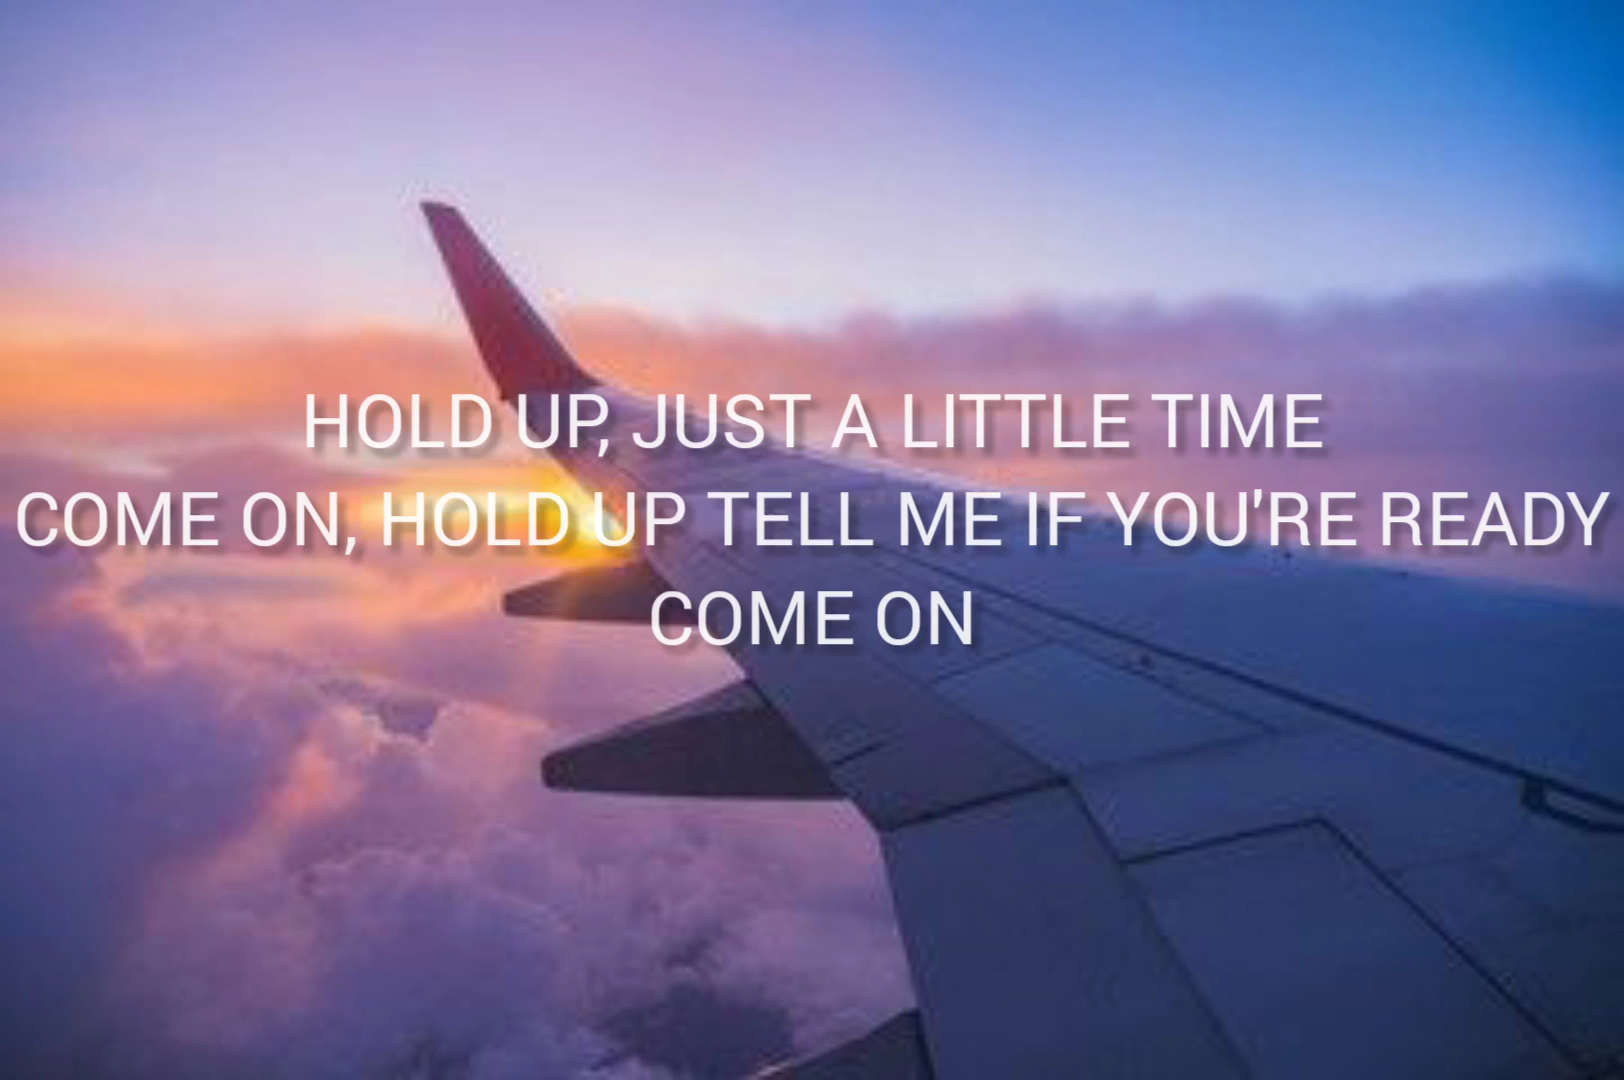 HOLD UP, JUST A LITTLE TIME
COME ON, HOLD UP TELL ME IF YOU'RE READY
COME ON